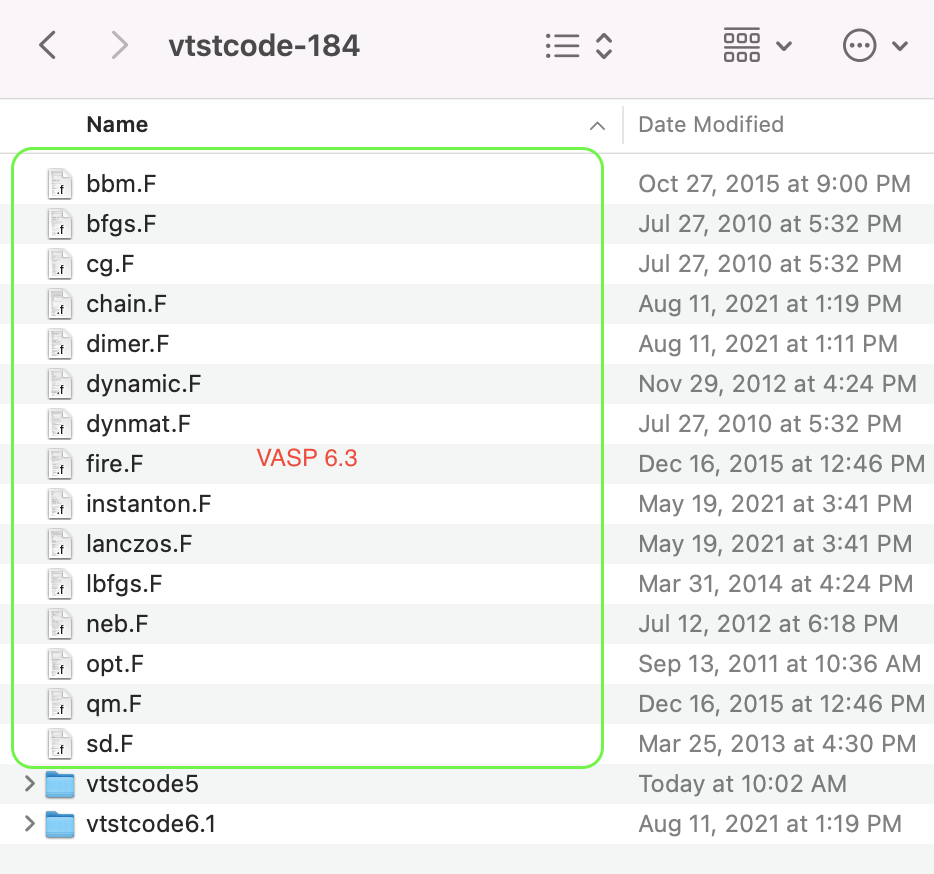 vtstcode-184
Name Date Modified
bbm.F Oct 27, 2015 at 9:00 PM
bfgs.F Jul 27, 2010 at 5:32 PM
cg.F Jul 27, 2010 at 5:32 PM
chain.F Aug 11, 2021 at 1:19 PM
dimer.F Aug 11, 2021 at 1:11 PM
dynamic.F Nov 29, 2012 at 4:24 PM
dynmat.F Jul 27, 2010 at 5:32 PM
fire.F VASP 6.3 Dec 16, 2015 at 12:46 PM
instanton.F May 19, 2021 at 3:41 PM
lanczos.F May 19, 2021 at 3:41 PM
lbfgs.F Mar 31, 2014 at 4:24 PM
neb.F Jul 12, 2012 at 6:18 PM
opt.F Sep 13, 2011 at 10:36 AM
qm.F Dec 16, 2015 at 12:46 PM
sd.F Mar 25, 2013 at 4:30 PM
vtstcode5 Today at 10:02 AM
vtstcode6.1 Aug 11, 2021 at 1:19 PM